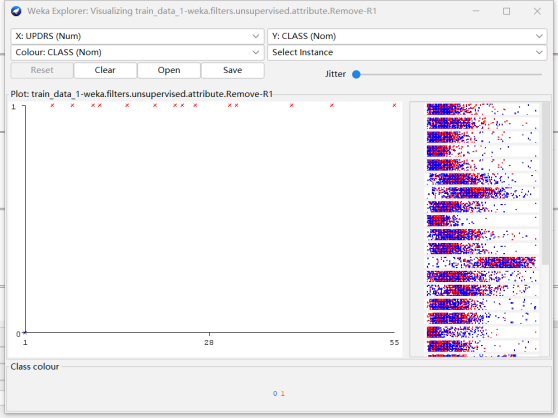 Weka Explorer: Visualizing train_data_1-weka.filters.unsupervised.attribute.Remove-R1
X: UPDRS (Num)
Y: CLASS (Nom)
Colour: CLASS (Nom)
Select Instance
Reset
Clear
Open
Save
Jitter
Plot: train_data_1-weka.filters.unsupervised.attribute.Remove-R1
1
0
1
28
55
Class colour
0 1